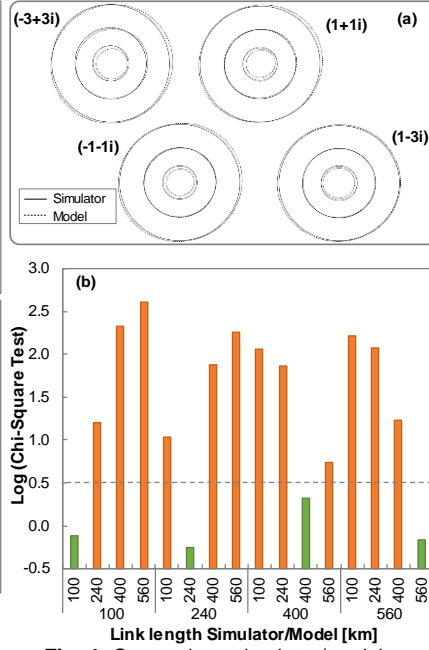 (-3+3i)
(1+1i)
(a)
(-1-1i)
(1-3i)
Simulator
Model
(b)
3.0
2.5
2.0
1.5
1.0
0.5
0.0
-0.5
Log (Chi-Square Test)
100 240 400 560 100 240 400 560 100 240 400 560 100 240 400 560
100 240 400 560
Link length Simulator/Model [km]